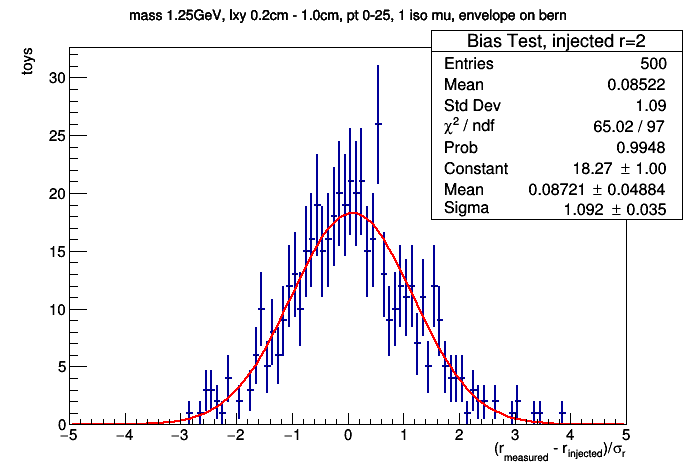 mass 1.25GeV, lxy 0.2cm - 1.0cm, pt 0-25, 1 iso mu, envelope on bern
toys
Bias Test, injected r=2
Entries 500
Mean 0.08522
Std Dev 1.09
χ² / ndf 65.02 / 97
Prob 0.9948
Constant 18.27 ± 1.00
Mean 0.08721 ± 0.04884
Sigma 1.092 ± 0.035
30
25
20
15
10
5
0
−5 −4 −3 −2 −1 0 1 2 3 4 5
(r_measured - r_injected)/σ_r